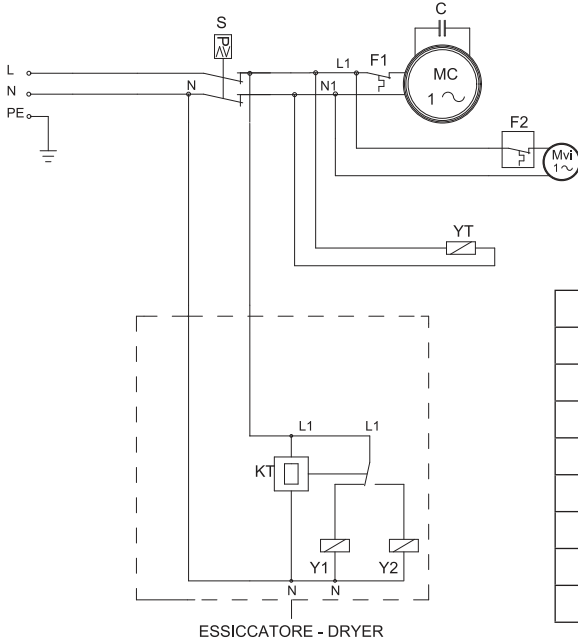 C
S
P
L
L1
F1
MC
1 ~
N
N
N1
PE
F2
Mvi
1~
YT
L1
L1
KT
Y1
Y2
N
N
ESSICCATORE - DRYER